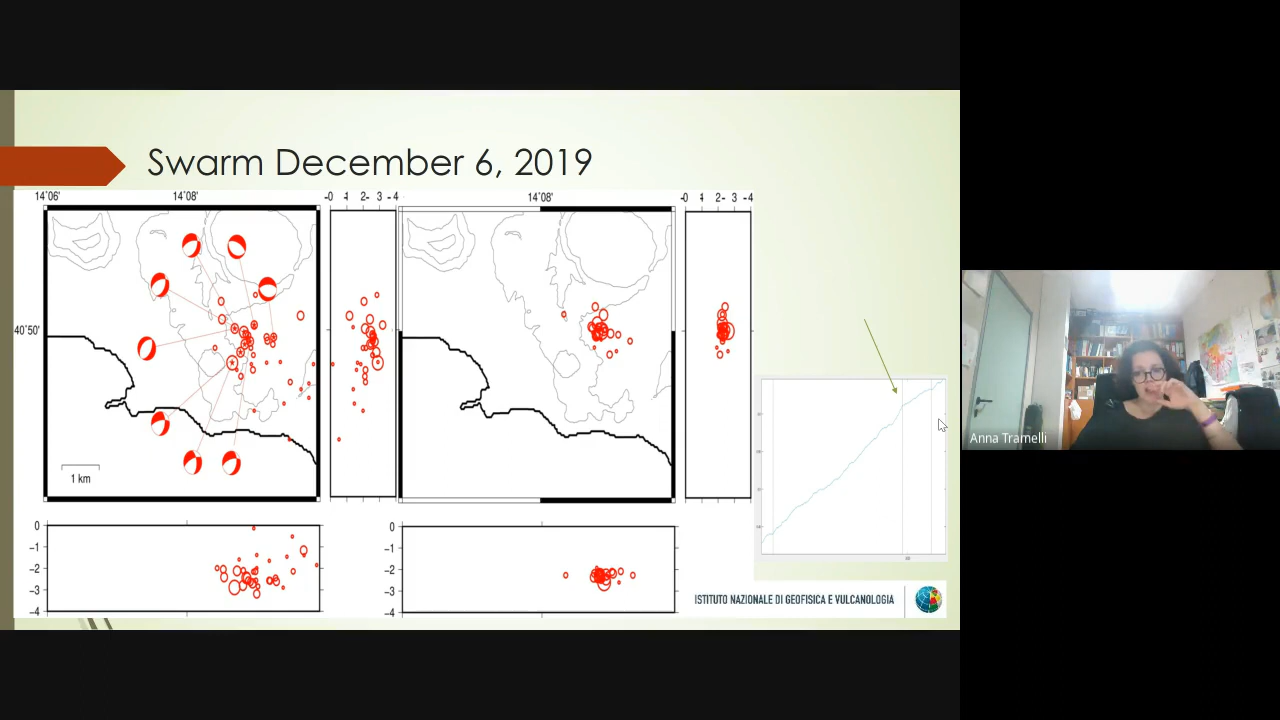 Swarm December 6, 2019
14°06' 14°08' -0 1 2- 3 -4 14°08' -0 1 2- 3 -4
40°50'
1 km
0 0
-1 -1
-2 -2
-3 -3
-4 -4
ISTITUTO NAZIONALE DI GEOFISICA E VULCANOLOGIA
Anna Tramelli